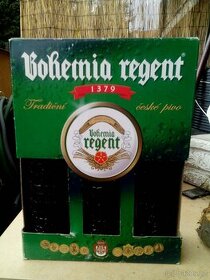 Bohemia regent
1379
Tradiční české pivo
Bohemia
regent